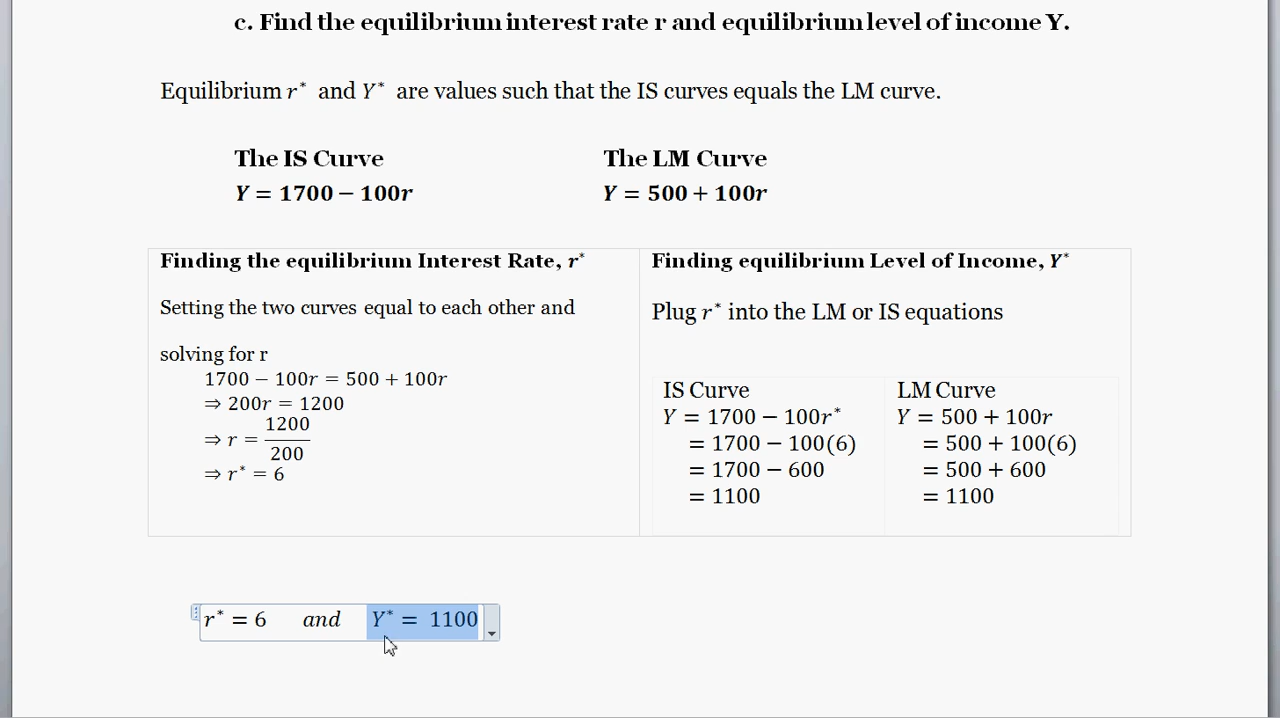 c. Find the equilibrium interest rate r and equilibrium level of income Y.
Equilibrium r* and Y* are values such that the IS curves equals the LM curve.
The IS Curve
Y = 1700 − 100r
The LM Curve
Y = 500 + 100r
Finding the equilibrium Interest Rate, r*
Setting the two curves equal to each other and
solving for r
1700 − 100r = 500 + 100r
⇒ 200r = 1200
⇒ r = 1200/200
⇒ r* = 6
Finding equilibrium Level of Income, Y*
Plug r* into the LM or IS equations
IS Curve
Y = 1700 − 100r*
= 1700 − 100(6)
= 1700 − 600
= 1100
LM Curve
Y = 500 + 100r
= 500 + 100(6)
= 500 + 600
= 1100
r* = 6 and Y* = 1100